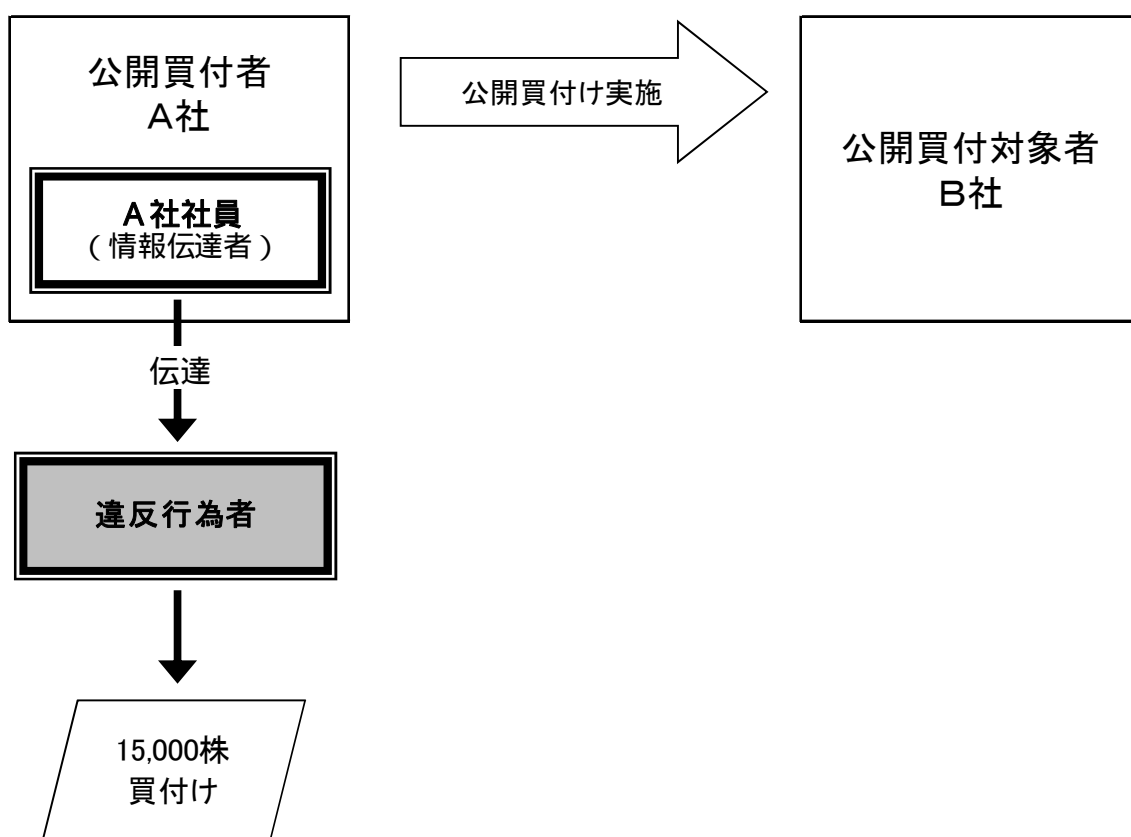 公開買付者
A社
A社社員
(情報伝達者)
公開買付け実施
公開買付対象者
B社
伝達
違反行為者
15,000株
買付け